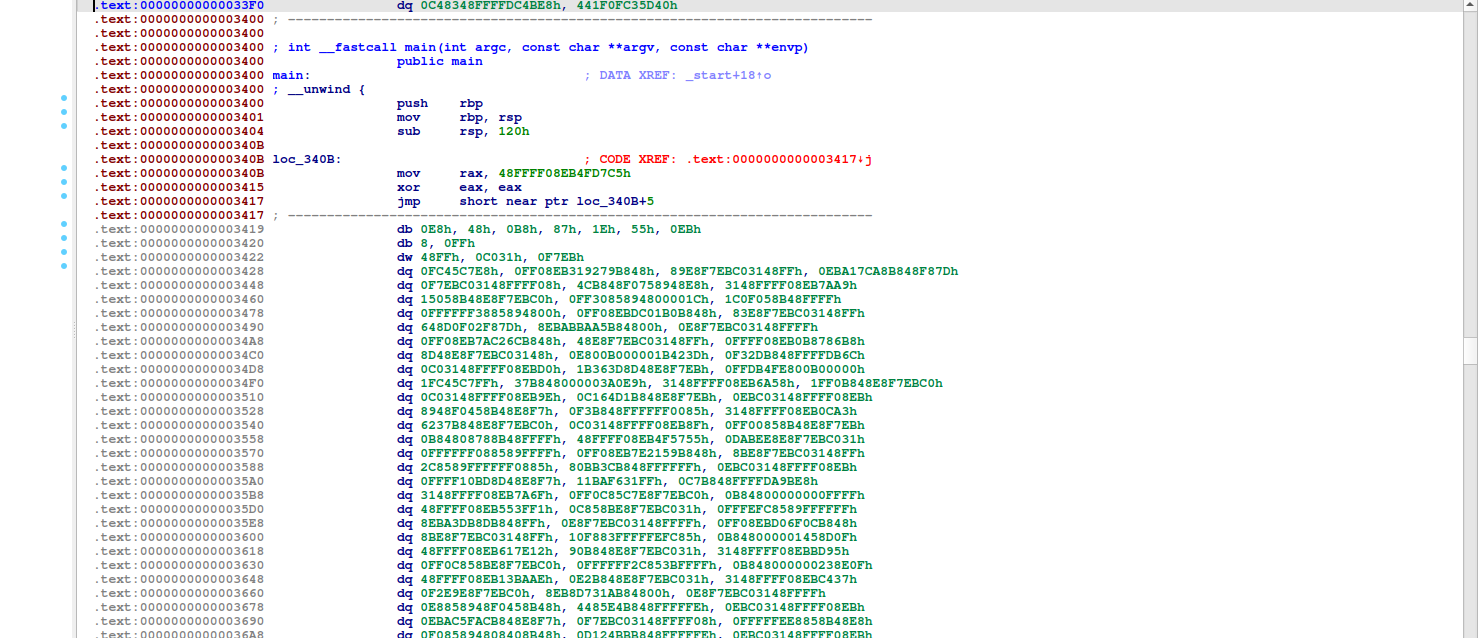 .text:00000000000033F0 dq 0C48348FFFFDC4BE8h, 441F0FC35D40h
.text:0000000000003400 ; ---------------------------------------------------------------------------
.text:0000000000003400
.text:0000000000003400 ; int __fastcall main(int argc, const char **argv, const char **envp)
.text:0000000000003400 public main
.text:0000000000003400 main: ; DATA XREF: _start+18↑o
.text:0000000000003400 ; __unwind {
.text:0000000000003400 push rbp
.text:0000000000003401 mov rbp, rsp
.text:0000000000003404 sub rsp, 120h
.text:000000000000340B
.text:000000000000340B loc_340B: ; CODE XREF: .text:0000000000003417↓j
.text:000000000000340B mov rax, 48FFFF08EB4FD7C5h
.text:0000000000003415 xor eax, eax
.text:0000000000003417 jmp short near ptr loc_340B+5
.text:0000000000003417 ; ---------------------------------------------------------------------------
.text:0000000000003419 db 0E8h, 48h, 0B8h, 87h, 1Eh, 55h, 0EBh
.text:0000000000003420 db 8, 0FFh
.text:0000000000003422 dw 48FFh, 0C031h, 0F7EBh
.text:0000000000003428 dq 0FC45C7E8h, 0FF08EB319279B848h, 89E8F7EBC03148FFh, 0EBA17CA8B848F87Dh
.text:0000000000003448 dq 0F7EBC03148FFFF08h, 4CB848F0758948E8h, 3148FFFF08EB7AA9h
.text:0000000000003460 dq 15058B48E8F7EBC0h, 0FF3085894800001Ch, 1C0F058B48FFFFh
.text:0000000000003478 dq 0FFFFFF3885894800h, 0FF08EBDC01B0B848h, 83E8F7EBC03148FFh
.text:0000000000003490 dq 648D0F02F87Dh, 8EBABBAA5B84800h, 0E8F7EBC03148FFFFh
.text:00000000000034A8 dq 0FF08EB7AC26CB848h, 48E8F7EBC03148FFh, 0FFFF08EB0B8786B8h
.text:00000000000034C0 dq 8D48E8F7EBC03148h, 0E800B000001B423Dh, 0F32DB848FFFFDB6Ch
.text:00000000000034D8 dq 0C03148FFFF08EBD0h, 1B363D8D48E8F7EBh, 0FFDB4FE800B00000h
.text:00000000000034F0 dq 1FC45C7FFh, 37B848000003A0E9h, 3148FFFF08EB6A58h, 1FF0B848E8F7EBC0h
.text:0000000000003510 dq 0C03148FFFF08EB9Eh, 0C164D1B848E8F7EBh, 0EBC03148FFFF08EBh
.text:0000000000003528 dq 8948F0458B48E8F7h, 0F3B848FFFFFF0085h, 3148FFFF08EB0CA3h
.text:0000000000003540 dq 6237B848E8F7EBC0h, 0C03148FFFF08EB8Fh, 0FF00858B48E8F7EBh
.text:0000000000003558 dq 0B84808788B48FFFFh, 48FFFF08EB4F5755h, 0DABEE8E8F7EBC031h
.text:0000000000003570 dq 0FFFFFF088589FFFFh, 0FF08EB7E2159B848h, 8BE8F7EBC03148FFh
.text:0000000000003588 dq 2C8589FFFFFF0885h, 80BB3CB848FFFFFFh, 0EBC03148FFFF08EBh
.text:00000000000035A0 dq 0FFFF10BD8D48E8F7h, 11BAF631FFh, 0C7B848FFFFDA9BE8h
.text:00000000000035B8 dq 3148FFFF08EB7A6Fh, 0FF0C85C7E8F7EBC0h, 0B84800000000FFFFh
.text:00000000000035D0 dq 48FFFF08EB553FF1h, 0C858BE8F7EBC031h, 0FFFEFC8589FFFFFFh
.text:00000000000035E8 dq 8EBA3DB8DB848FFh, 0E8F7EBC03148FFFFh, 0FF08EBD06F0CB848h
.text:0000000000003600 dq 8BE8F7EBC03148FFh, 10F883FFFFFEFC85h, 0B848000001458D0Fh
.text:0000000000003618 dq 48FFFF08EB617E12h, 90B848E8F7EBC031h, 3148FFFF08EBBD95h
.text:0000000000003630 dq 0FF0C858BE8F7EBC0h, 0FFFFFF2C853BFFFFh, 0B848000000238E0Fh
.text:0000000000003648 dq 48FFFF08EB13BAAEh, 0E2B848E8F7EBC031h, 3148FFFF08EBC437h
.text:0000000000003660 dq 0F2E9E8F7EBC0h, 8EB8D731AB84800h, 0E8F7EBC03148FFFFh
.text:0000000000003678 dq 0E8858948F0458B48h, 4485E4B848FFFFFEh, 0EBC03148FFFF08EBh
.text:0000000000003690 dq 0EBAC5FACB848E8F7h, 0F7EBC03148FFFF08h, 0FFFFFEE8858B48E8h
.text:00000000000036A8 dq 0F085894808408B48h, 0D124BBB848FFFFFEh, 0EBC03148FFFF08EBh